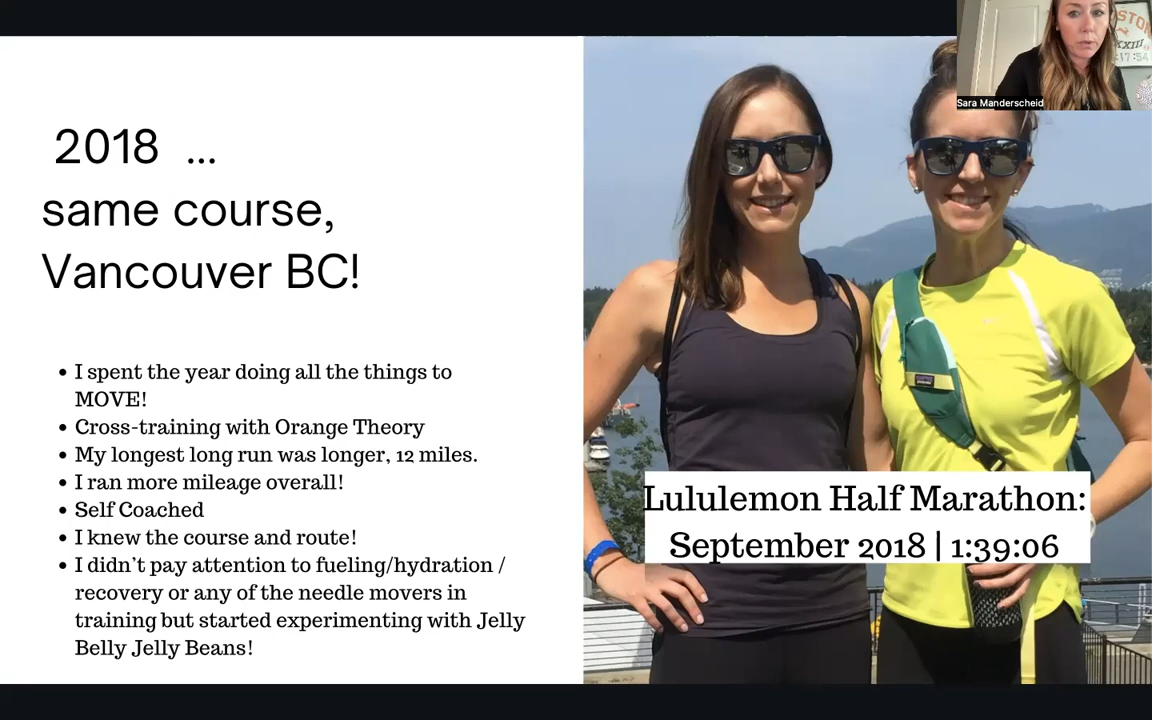 2018 ...
same course,
Vancouver BC!
• I spent the year doing all the things to
MOVE!
• Cross-training with Orange Theory
• My longest long run was longer, 12 miles.
• I ran more mileage overall!
• Self Coached
• I knew the course and route!
• I didn't pay attention to fueling/hydration /
recovery or any of the needle movers in
training but started experimenting with Jelly
Belly Jelly Beans!
Sara Manderscheid
Lululemon Half Marathon:
September 2018 | 1:39:06